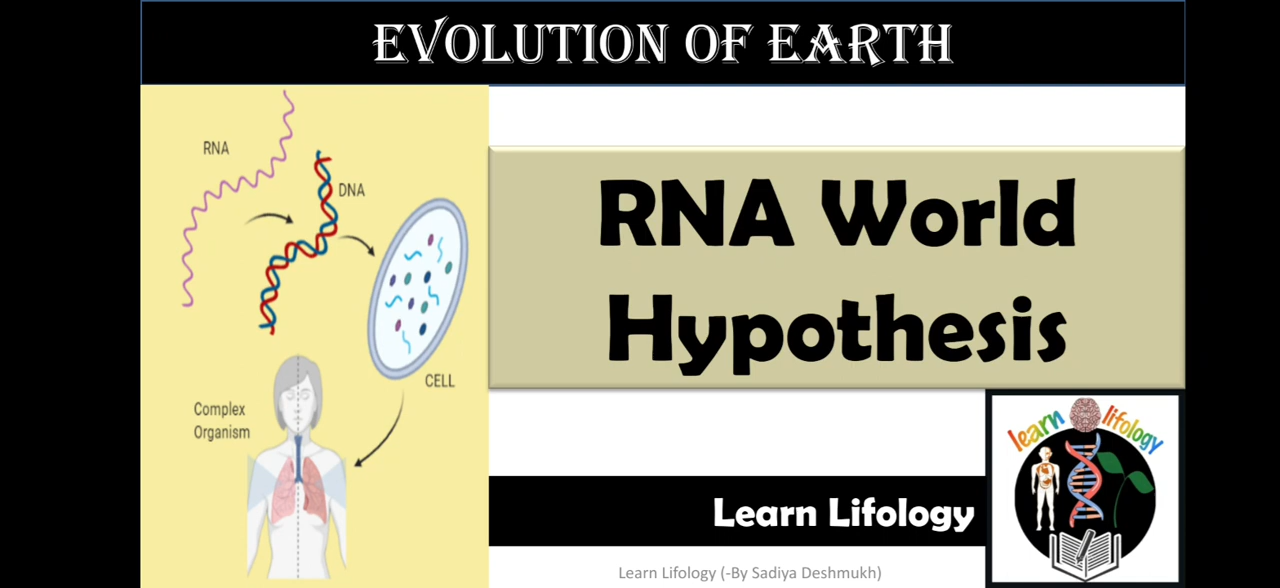 EVOLUTION OF EARTH
RNA
DNA
CELL
Complex
Organism
RNA World
Hypothesis
learn lifology
Learn Lifology
Learn Lifology (-By Sadiya Deshmukh)